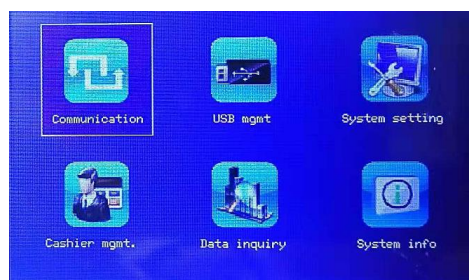 Communication
USB mgmt
System setting
Cashier mgmt.
Data inquiry
System info